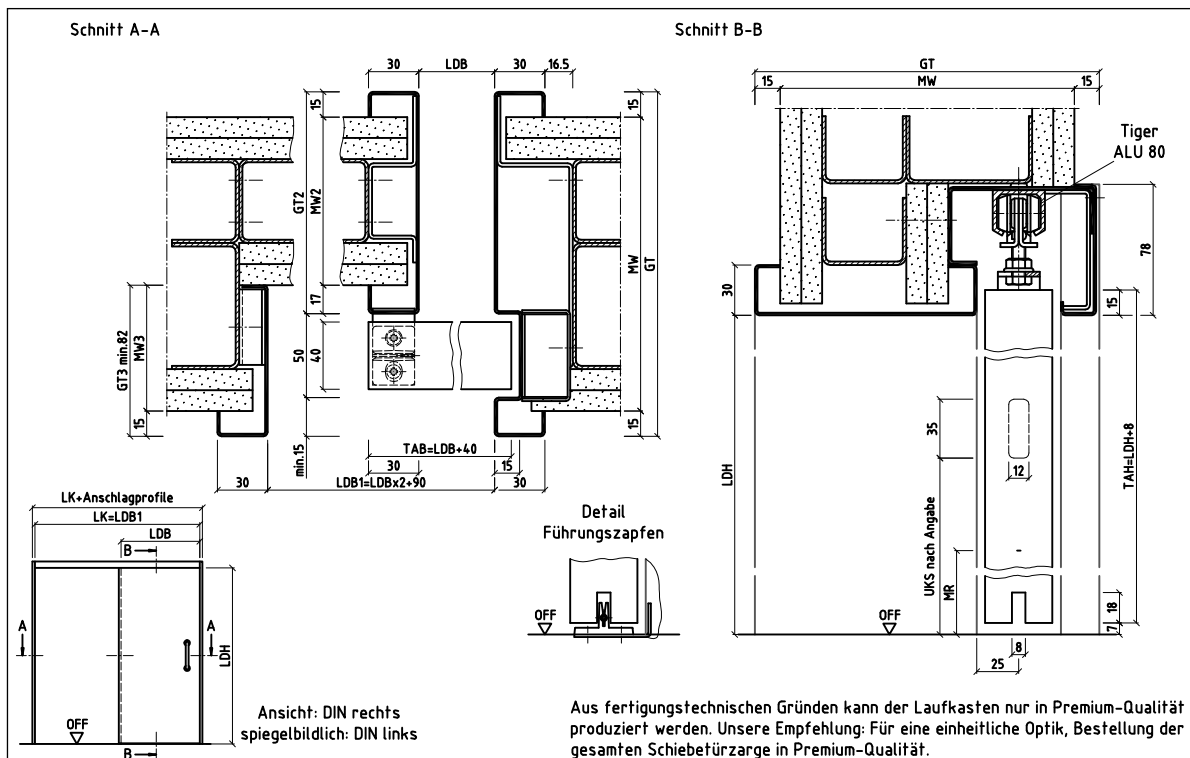 Schnitt A-A
Schnitt B-B
30
LDB
30
16.5
15
GT2
MW2
17
50
40
min.15
GT3 min.82
MW3
15
15
MW
GT
15
TAB=LDB+40
30
15
30
LDB1=LDBx2+90
30
GT
15
MW
15
Tiger
ALU 80
78
30
15
35
12
LDH
UKS nach Angabe
MR
TAH=LDH+8
OFF
18
7
8
25
LK+Anschlagprofile
LK=LDB1
LDB
B
A
A
LDH
OFF
B
Ansicht: DIN rechts
spiegelbildlich: DIN links
Detail
Führungszapfen
OFF
Aus fertigungstechnischen Gründen kann der Laufkasten nur in Premium-Qualität
produziert werden. Unsere Empfehlung: Für eine einheitliche Optik, Bestellung der
gesamten Schiebetürzarge in Premium-Qualität.